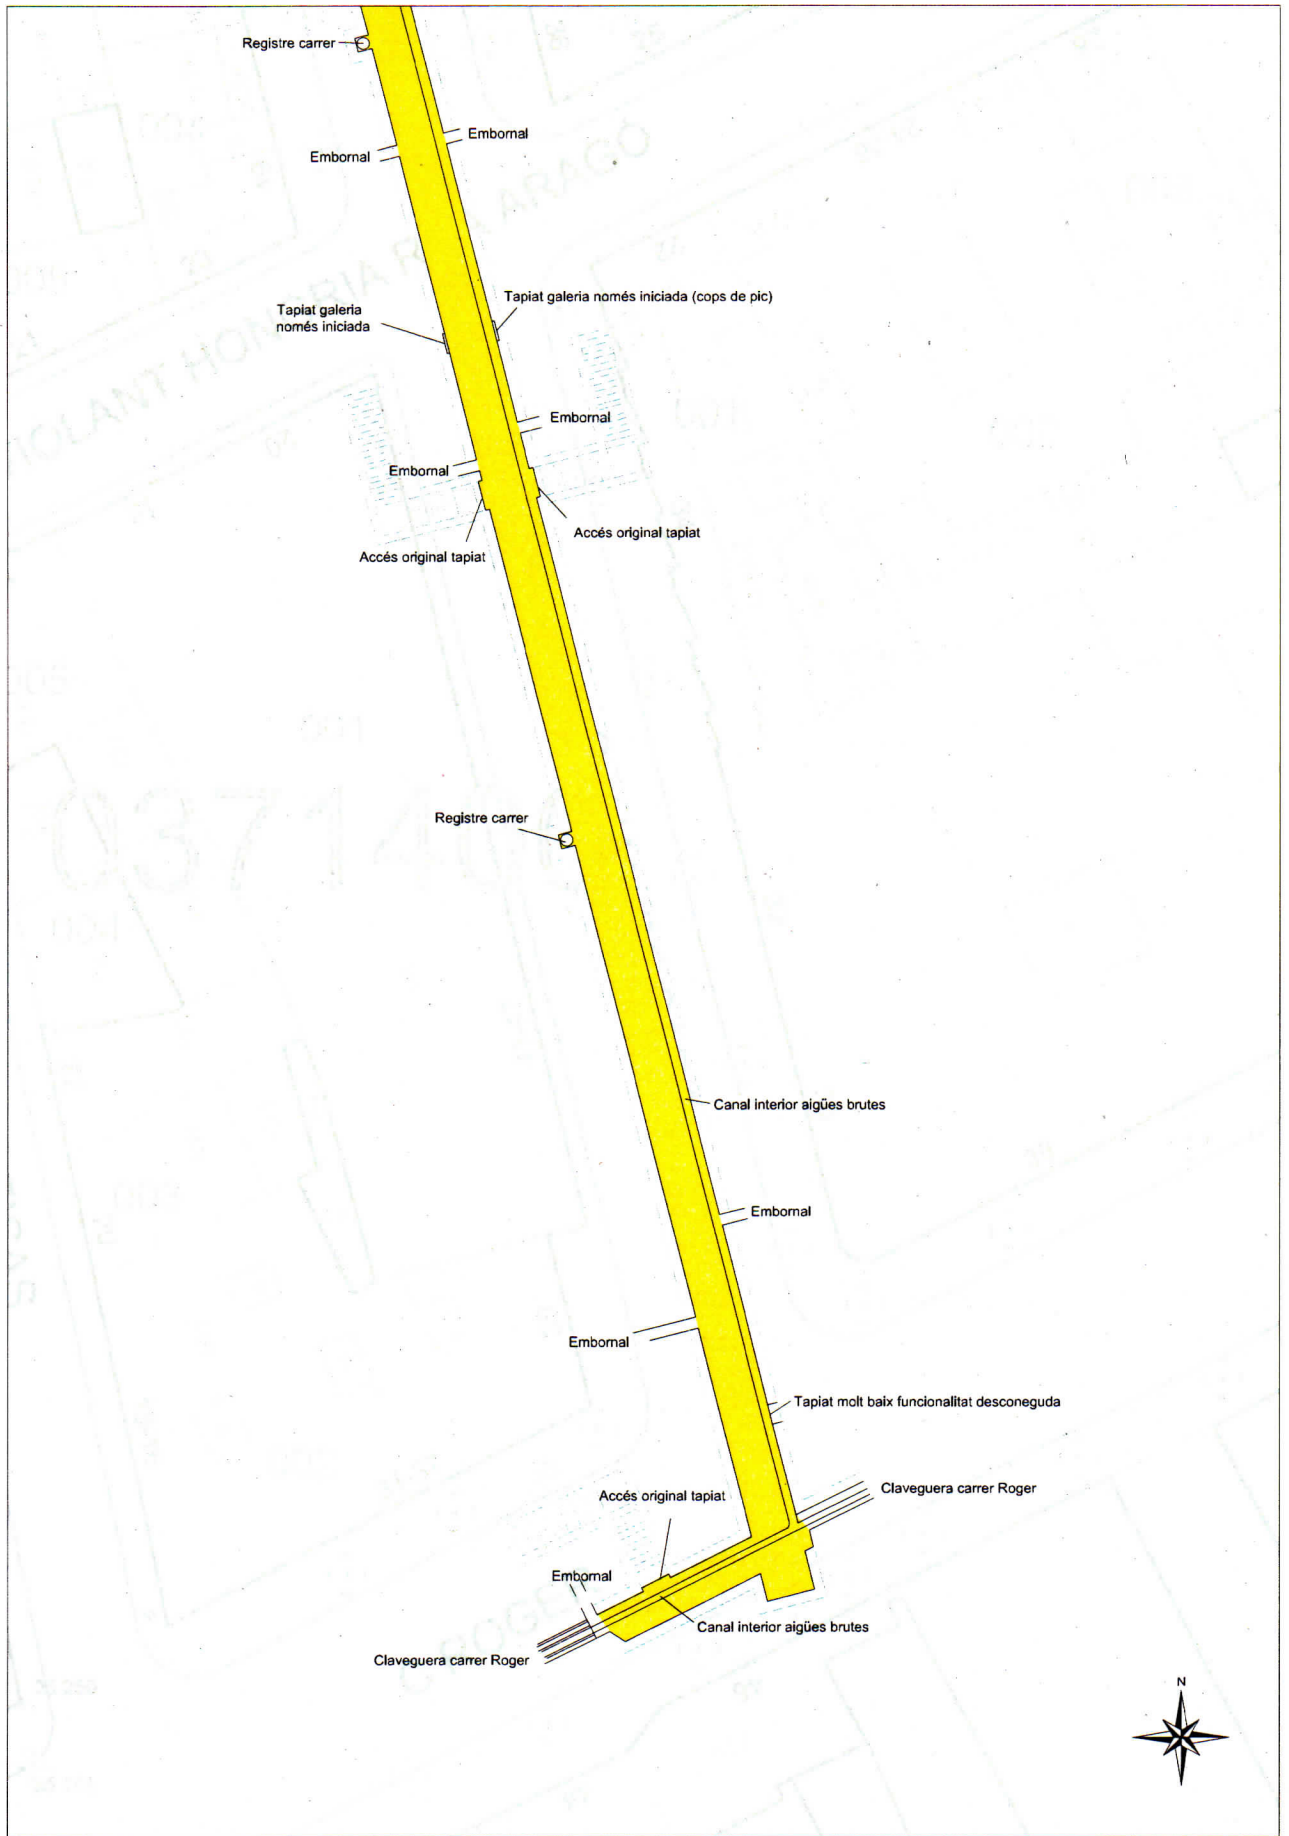 Registre carrer
Embornal
Embornal
Tapiat galeria només iniciada (cops de pic)
Tapiat galeria
només iniciada
Embornal
Embornal
Accés original tapiat
Accés original tapiat
Registre carrer
Canal interior aigües brutes
Embornal
Embornal
Tapiat molt baix funcionalitat desconeguda
Claveguera carrer Roger
Accés original tapiat
Embornal
Canal interior aigües brutes
Claveguera carrer Roger
N